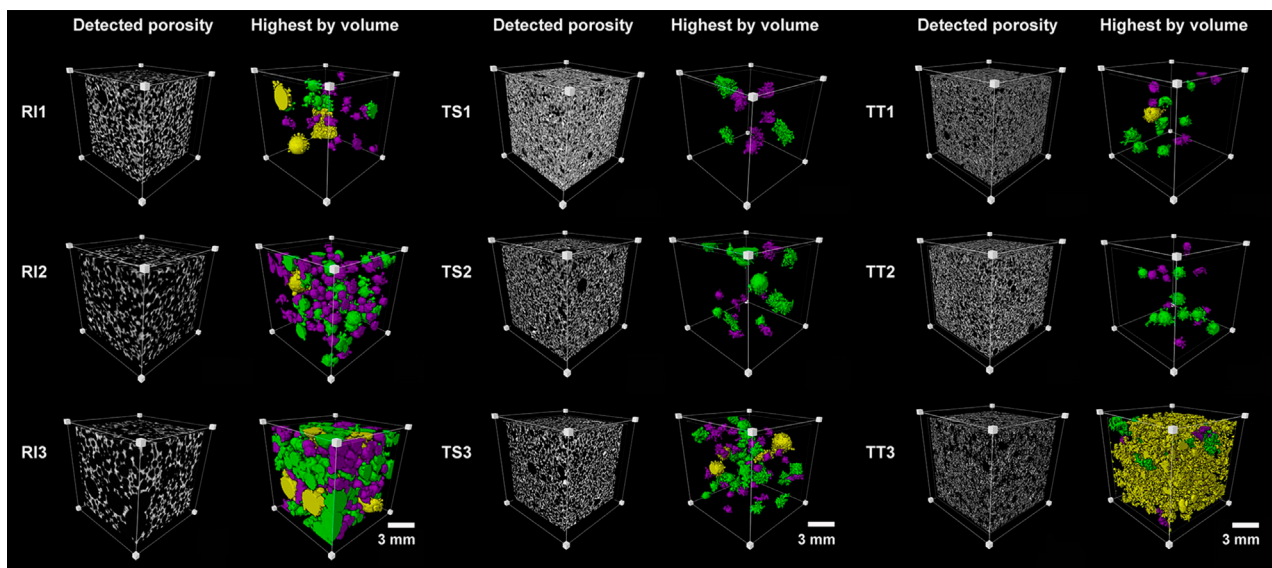 Detected porosity Highest by volume Detected porosity Highest by volume Detected porosity Highest by volume
RI1 TS1 TT1
RI2 TS2 TT2
RI3 TS3 TT3
3 mm 3 mm 3 mm